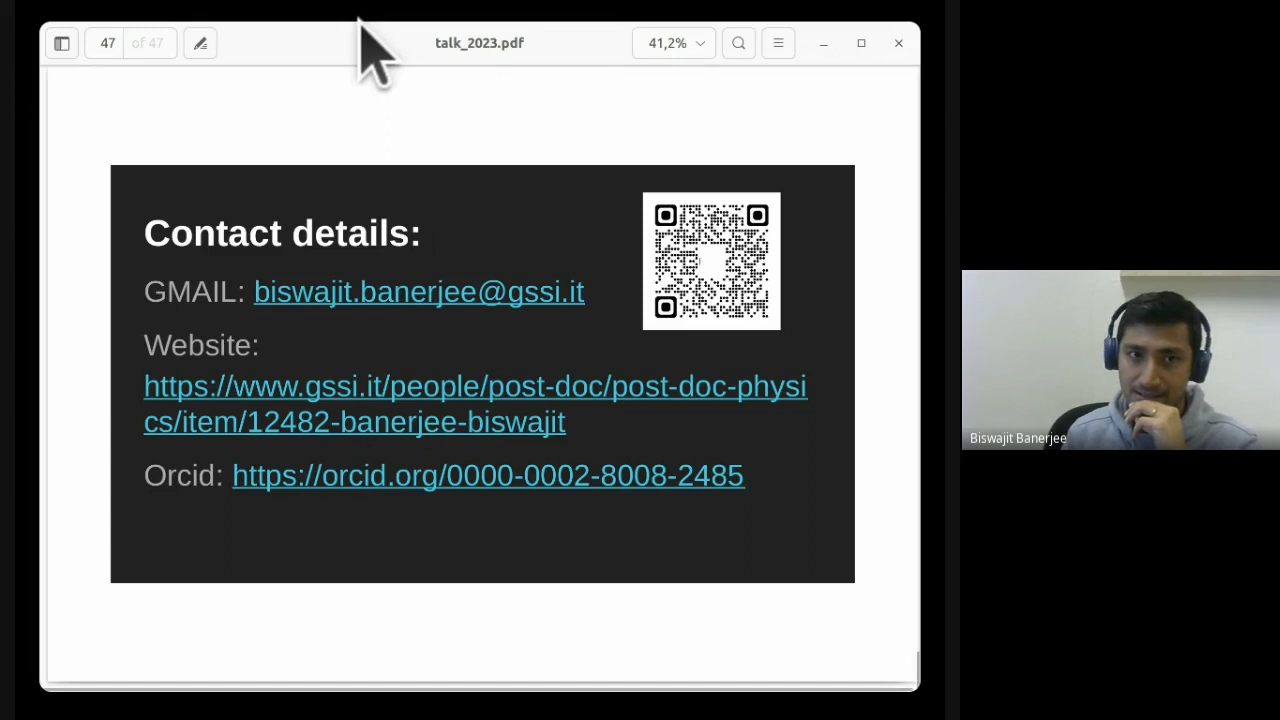 47 of 47
talk_2023.pdf
41,2%
Contact details:
GMAIL: biswajit.banerjee@gssi.it
Website:
https://www.gssi.it/people/post-doc/post-doc-physi
cs/item/12482-banerjee-biswajit
Orcid: https://orcid.org/0000-0002-8008-2485
Biswajit Banerjee